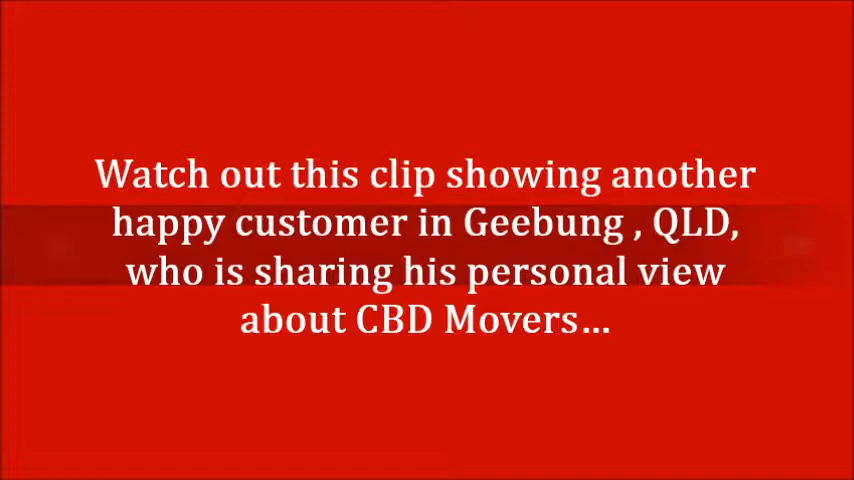 Watch out this clip showing another
happy customer in Geebung , QLD,
who is sharing his personal view
about CBD Movers...